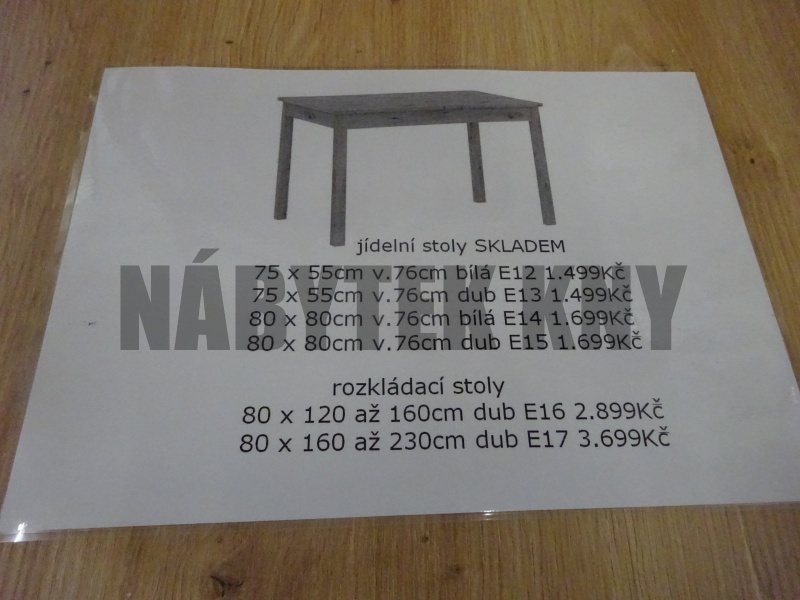 jídelní stoly SKLADEM
75 x 55cm v.76cm bílá E12 1.499Kč
75 x 55cm v.76cm dub E13 1.499Kč
80 x 80cm v.76cm bílá E14 1.699Kč
80 x 80cm v.76cm dub E15 1.699Kč
NÁBYTEK KNY
rozkládací stoly
80 x 120 až 160cm dub E16 2.899Kč
80 x 160 až 230cm dub E17 3.699Kč